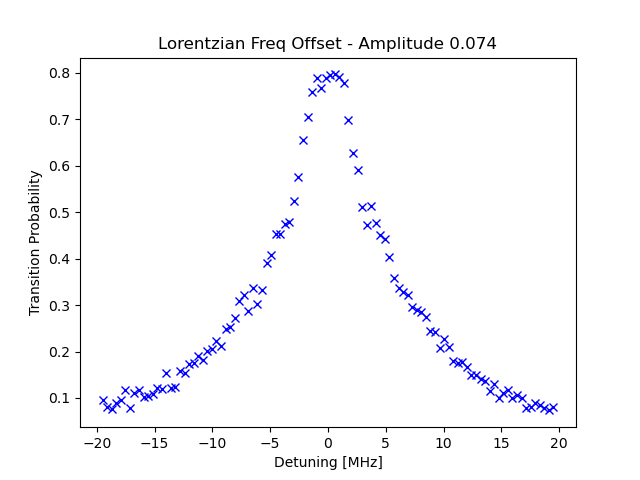 Lorentzian Freq Offset - Amplitude 0.074
0.8
0.7
0.6
0.5
0.4
0.3
0.2
0.1
Transition Probability
−20 −15 −10 −5 0 5 10 15 20
Detuning [MHz]